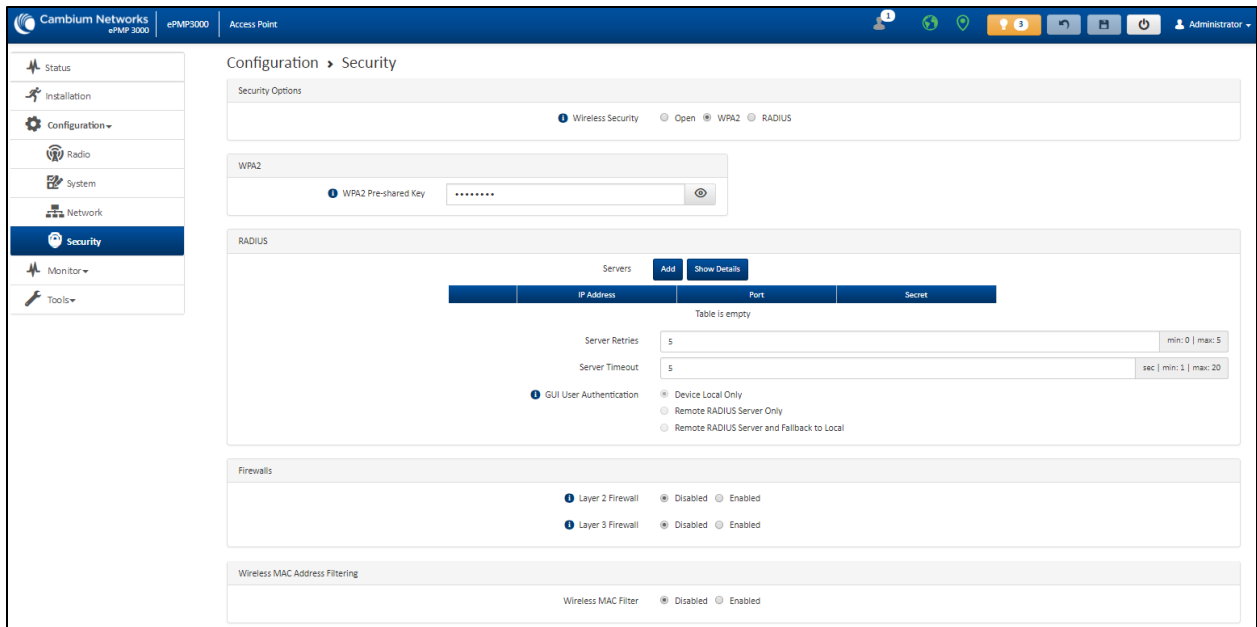 Cambium Networks
ePMP 3000
ePMP3000
Access Point
1
3
Administrator
Status
Installation
Configuration
Radio
System
Network
Security
Monitor
Tools
Configuration > Security
Security Options
Wireless Security Open WPA2 RADIUS
WPA2
WPA2 Pre-shared Key ••••••••
RADIUS
Servers Add Show Details
IP Address Port Secret
Table is empty
Server Retries 5 min: 0 | max: 5
Server Timeout 5 sec | min: 1 | max: 20
GUI User Authentication Device Local Only
Remote RADIUS Server Only
Remote RADIUS Server and Fallback to Local
Firewalls
Layer 2 Firewall Disabled Enabled
Layer 3 Firewall Disabled Enabled
Wireless MAC Address Filtering
Wireless MAC Filter Disabled Enabled